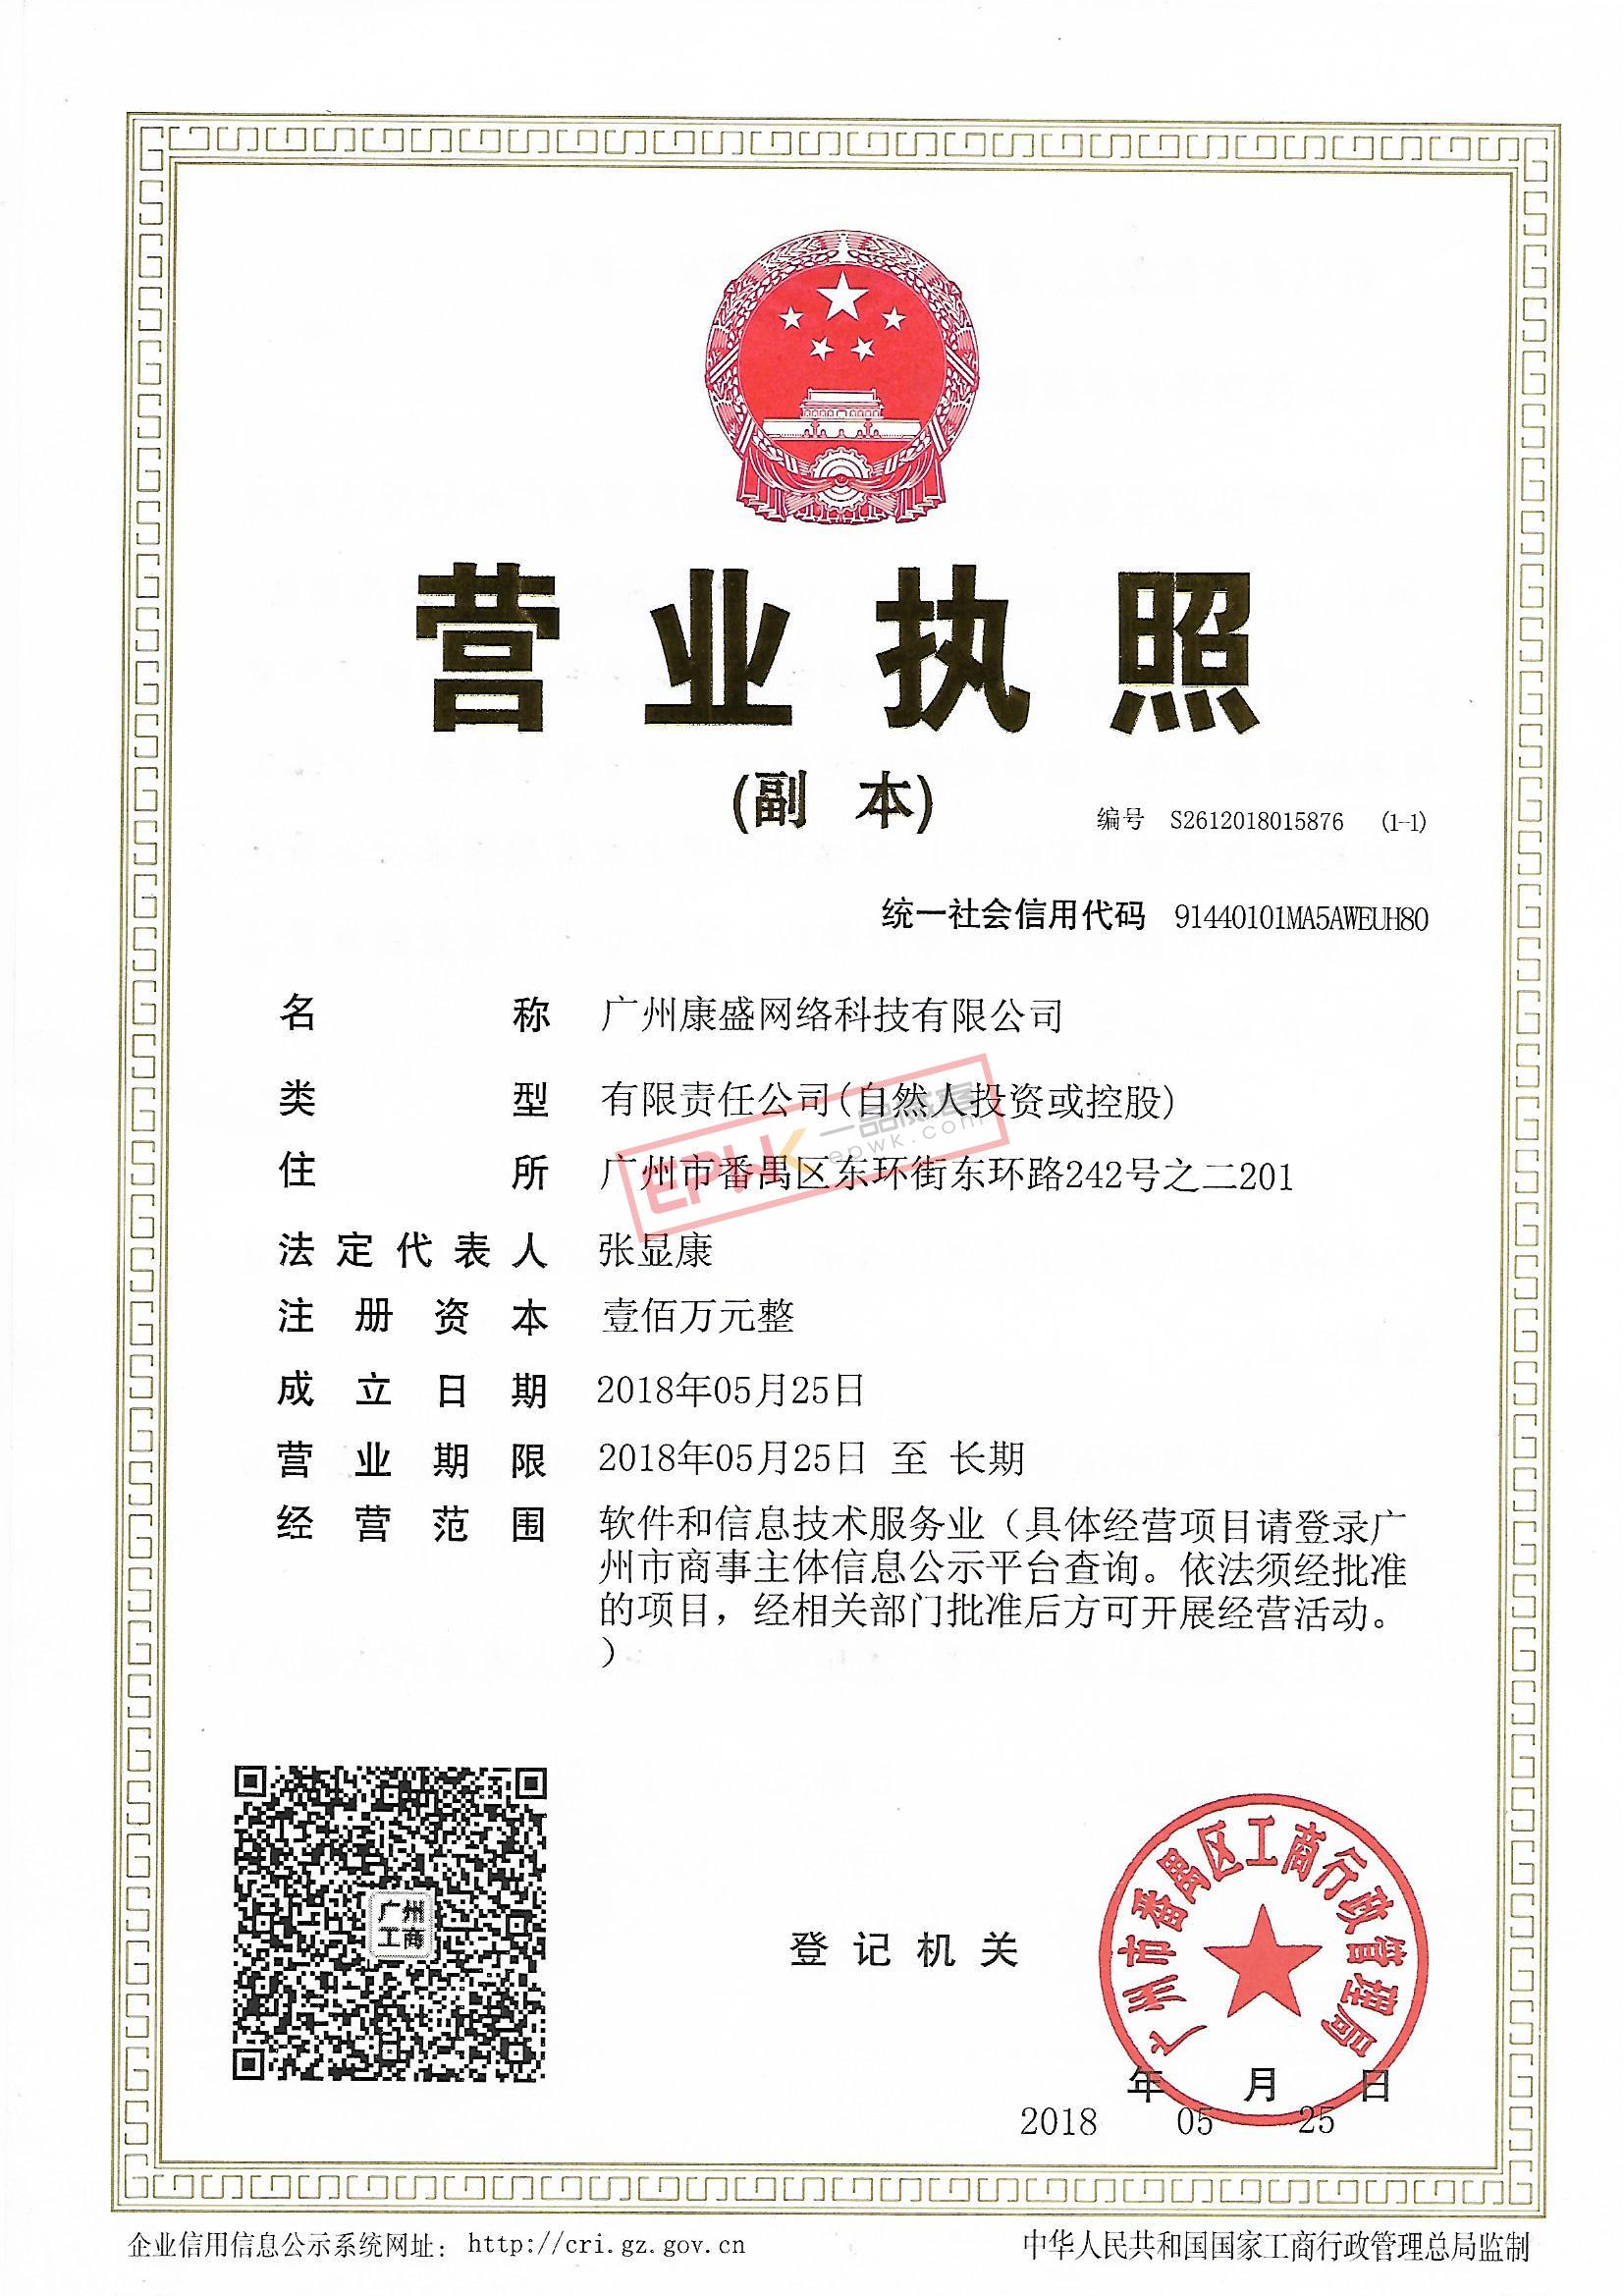 营业执照
(副 本)
编号 S2612018015876 (1-1)
统一社会信用代码 91440101MA5AWEUH80
名称 广州康盛网络科技有限公司
类型 有限责任公司(自然人投资或控股)
一品威客
EPWK epwk.com
住所 广州市番禺区东环街东环路242号之二201
法定代表人 张显康
注册资本 壹佰万元整
成立日期 2018年05月25日
营业期限 2018年05月25日 至 长期
经营范围 软件和信息技术服务业（具体经营项目请登录广
州市商事主体信息公示平台查询。依法须经批准
的项目，经相关部门批准后方可开展经营活动。
）
广州
工商
登记机关
广州市番禺区工商行政管理局
年 月 日
2018 05 25
企业信用信息公示系统网址：http://cri.gz.gov.cn
中华人民共和国国家工商行政管理总局监制